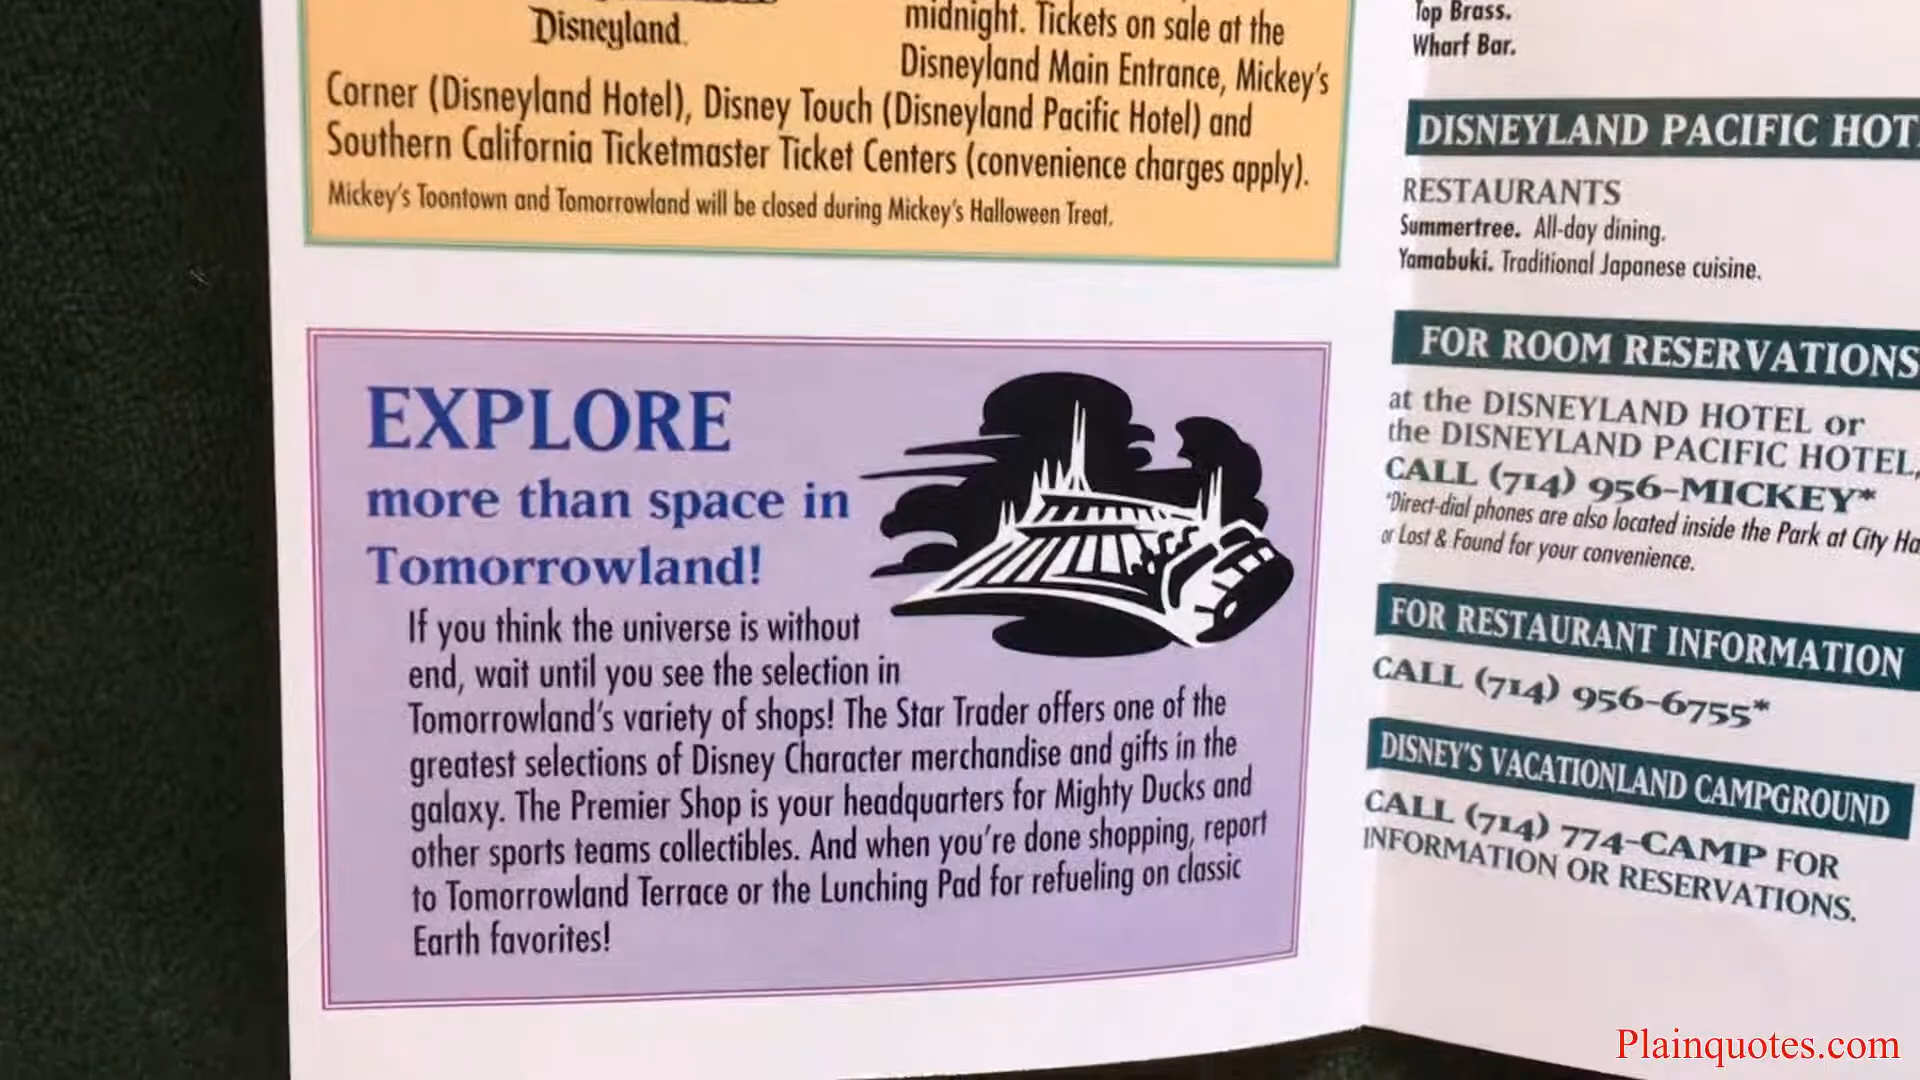 Disneyland
midnight. Tickets on sale at the
Disneyland Main Entrance, Mickey's
Corner (Disneyland Hotel), Disney Touch (Disneyland Pacific Hotel) and
Southern California Ticketmaster Ticket Centers (convenience charges apply).
Mickey's Toontown and Tomorrowland will be closed during Mickey's Halloween Treat.
EXPLORE
more than space in
Tomorrowland!
If you think the universe is without
end, wait until you see the selection in
Tomorrowland's variety of shops! The Star Trader offers one of the
greatest selections of Disney Character merchandise and gifts in the
galaxy. The Premier Shop is your headquarters for Mighty Ducks and
other sports teams collectibles. And when you're done shopping, report
to Tomorrowland Terrace or the Lunching Pad for refueling on classic
Earth favorites!
Top Brass.
Wharf Bar.
DISNEYLAND PACIFIC HOT
RESTAURANTS
Summertree. All-day dining.
Yamabuki. Traditional Japanese cuisine.
FOR ROOM RESERVATIONS
at the DISNEYLAND HOTEL or
the DISNEYLAND PACIFIC HOTEL,
CALL (714) 956-MICKEY*
*Direct-dial phones are also located inside the Park at City Ha
or Lost & Found for your convenience.
FOR RESTAURANT INFORMATION
CALL (714) 956-6755*
DISNEY'S VACATIONLAND CAMPGROUND
CALL (714) 774-CAMP FOR
INFORMATION OR RESERVATIONS.
Plainquotes.com